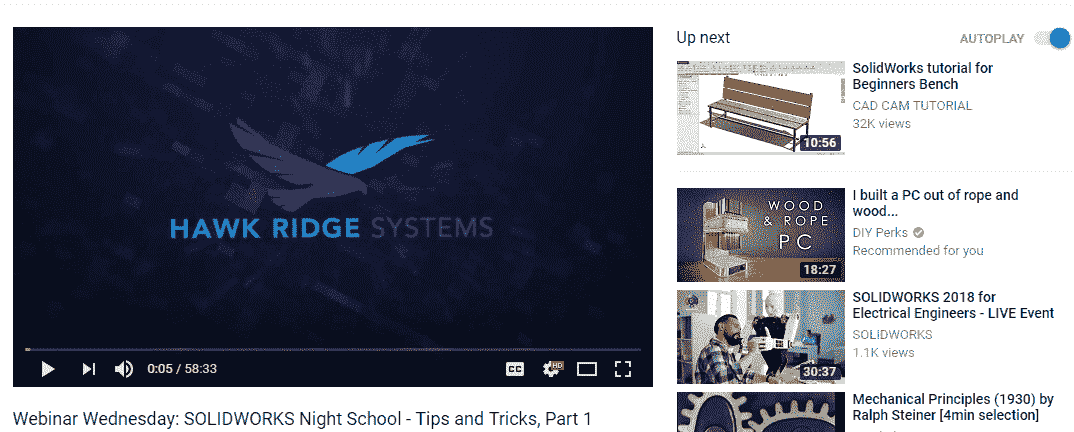 HAWK RIDGE SYSTEMS
CC
HD
0:05 / 58:33
Webinar Wednesday: SOLIDWORKS Night School - Tips and Tricks, Part 1
Up next
AUTOPLAY
SolidWorks tutorial for
Beginners Bench
CAD CAM TUTORIAL
32K views
10:56
I built a PC out of rope and
wood...
DIY Perks
Recommended for you
WOOD
& ROPE
PC
18:27
SOLIDWORKS 2018 for
Electrical Engineers - LIVE Event
SOLIDWORKS
1.1K views
30:37
Mechanical Principles (1930) by
Ralph Steiner [4min selection]